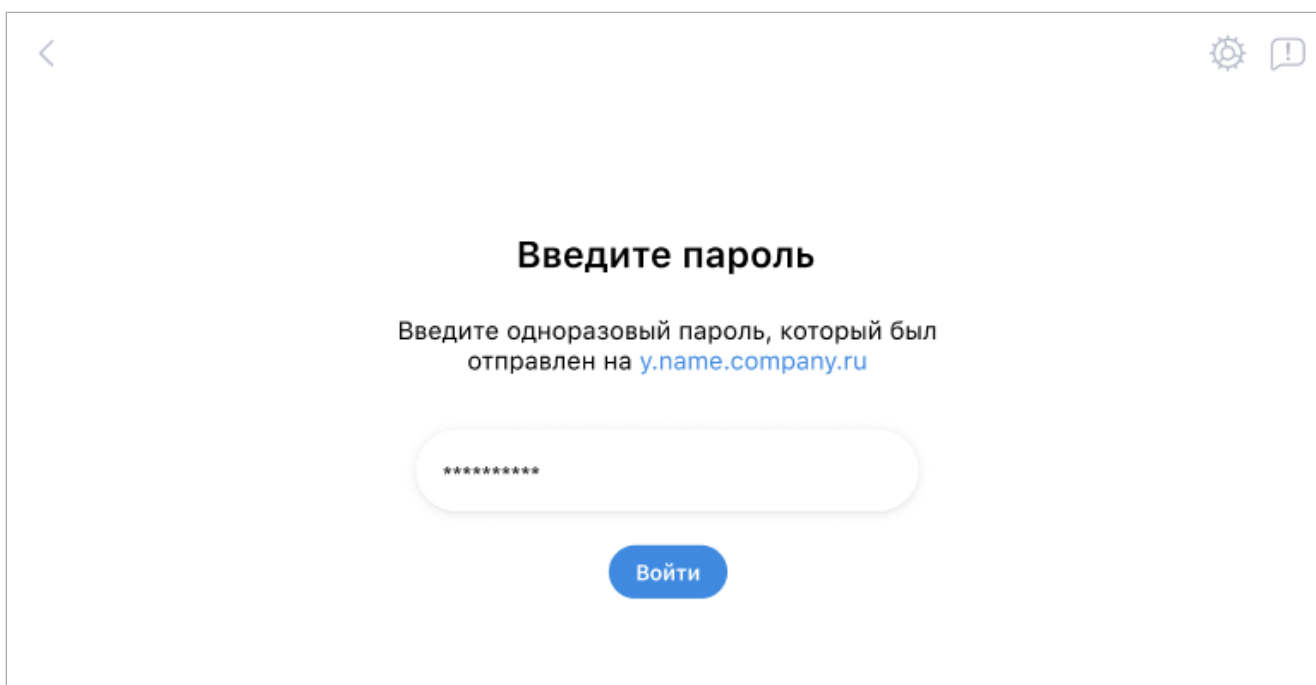 Введите пароль
Введите одноразовый пароль, который был
отправлен на y.name.company.ru
**********
Войти